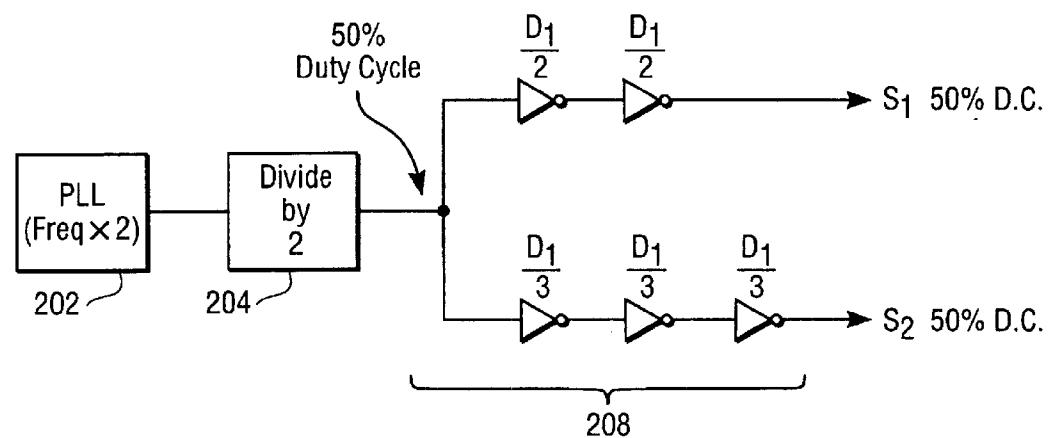 50%
Duty Cycle
D1
2
D1
2
S1 50% D.C.
PLL
(Freq×2)
202
Divide
by
2
204
D1
3
D1
3
D1
3
S2 50% D.C.
208